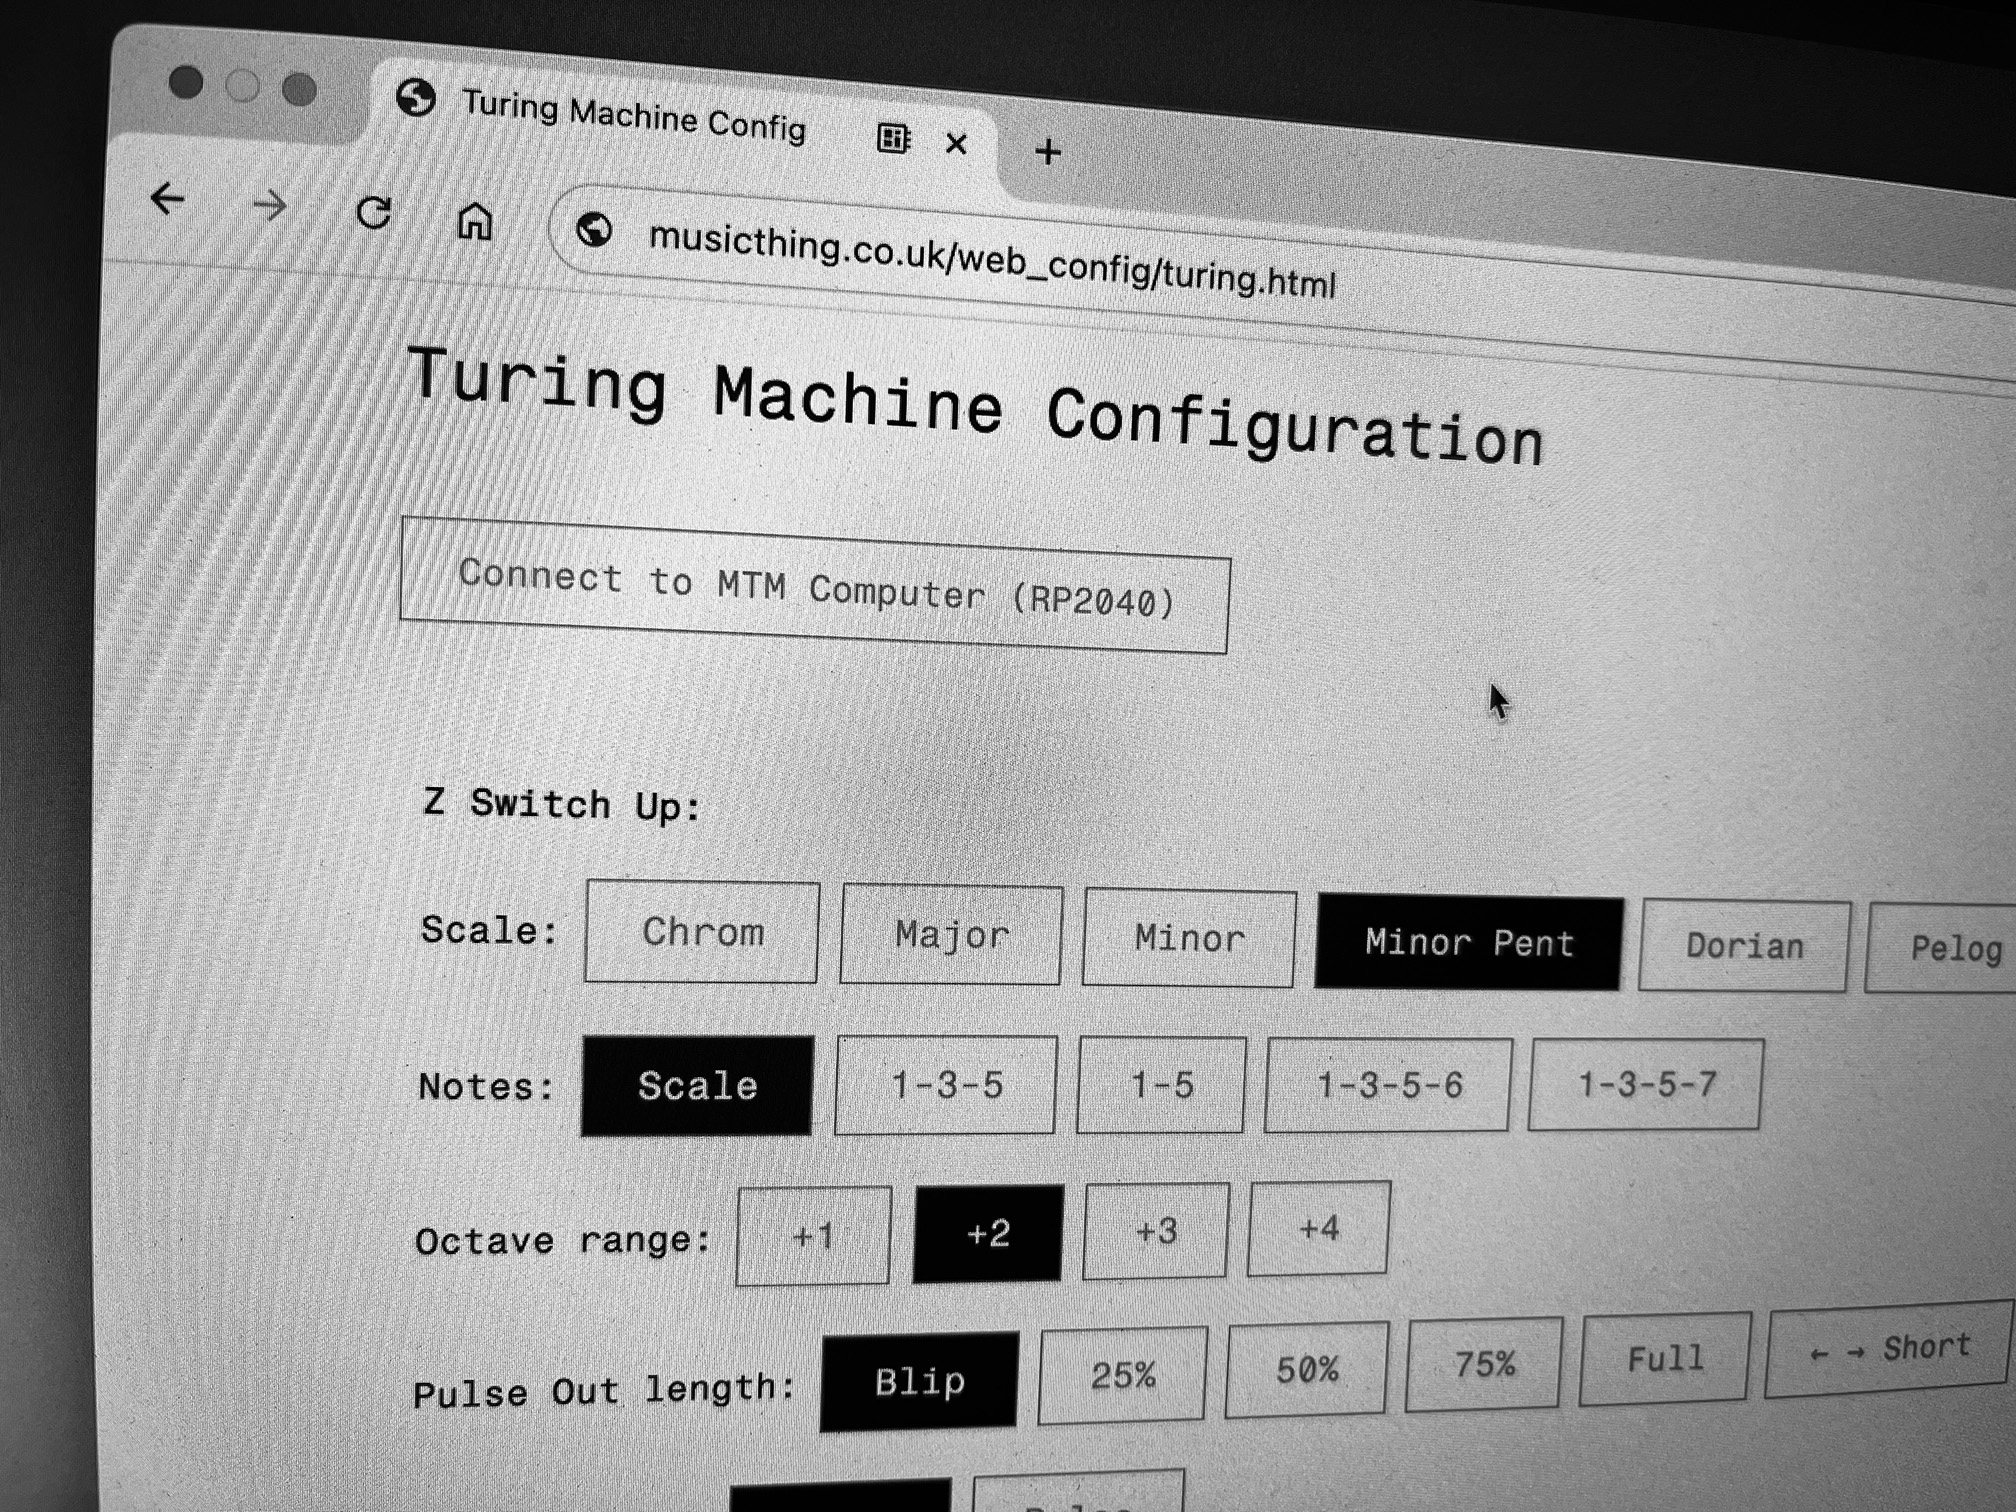 Turing Machine Config
musicthing.co.uk/web_config/turing.html
Turing Machine Configuration
Connect to MTM Computer (RP2040)
Z Switch Up:
Scale: Chrom Major Minor Minor Pent Dorian Pelog
Notes: Scale 1-3-5 1-5 1-3-5-6 1-3-5-7
Octave range: +1 +2 +3 +4
Pulse Out length: Blip 25% 50% 75% Full ← → Short